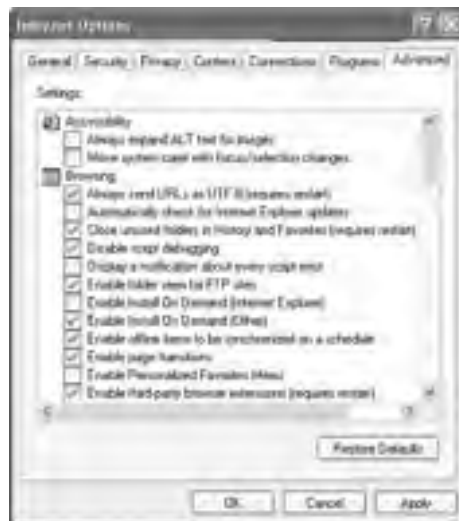 Internet Options
General Security Privacy Content Connections Programs Advanced
Settings:
Accessibility
Always expand ALT text for images
Move system caret with focus/selection changes
Browsing
Always send URLs as UTF-8 (requires restart)
Automatically check for Internet Explorer updates
Close unused folders in History and Favorites (requires restart)
Disable script debugging
Display a notification about every script error
Enable folder view for FTP sites
Enable Install On Demand (Internet Explorer)
Enable Install On Demand (Other)
Enable offline items to be synchronized on a schedule
Enable page transitions
Enable Personalized Favorites Menu
Enable third-party browser extensions (requires restart)
Restore Defaults
OK Cancel Apply